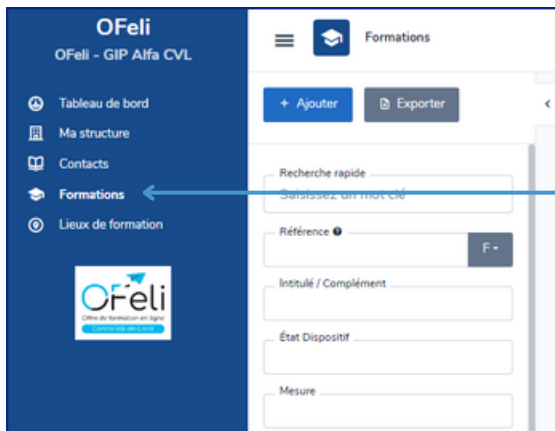 OFeli
OFeli - GIP Alfa CVL
Tableau de bord
Ma structure
Contacts
Formations
Lieux de formation
OFeli
Offre de formation en ligne
Centre-Val de Loire
Formations
+ Ajouter
Exporter
Recherche rapide
Saisissez un mot clé
Référence
F
Intitulé / Complément
État Dispositif
Mesure